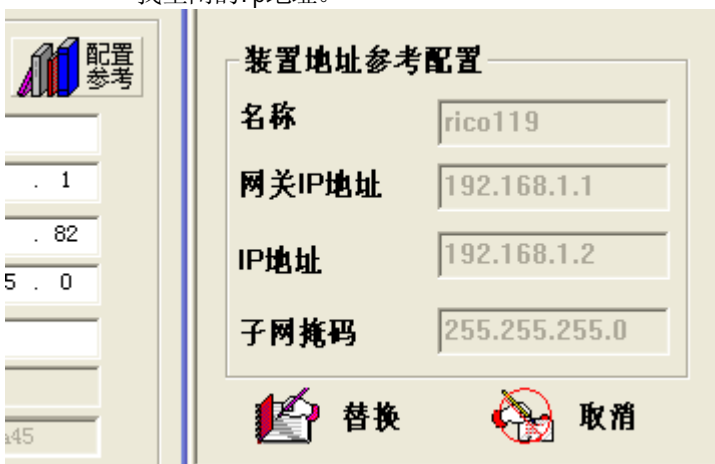 配置
参考
. 1
. 82
5 . 0
a45
装置地址参考配置
名称
rico119
网关IP地址
192.168.1.1
IP地址
192.168.1.2
子网掩码
255.255.255.0
替换
取消